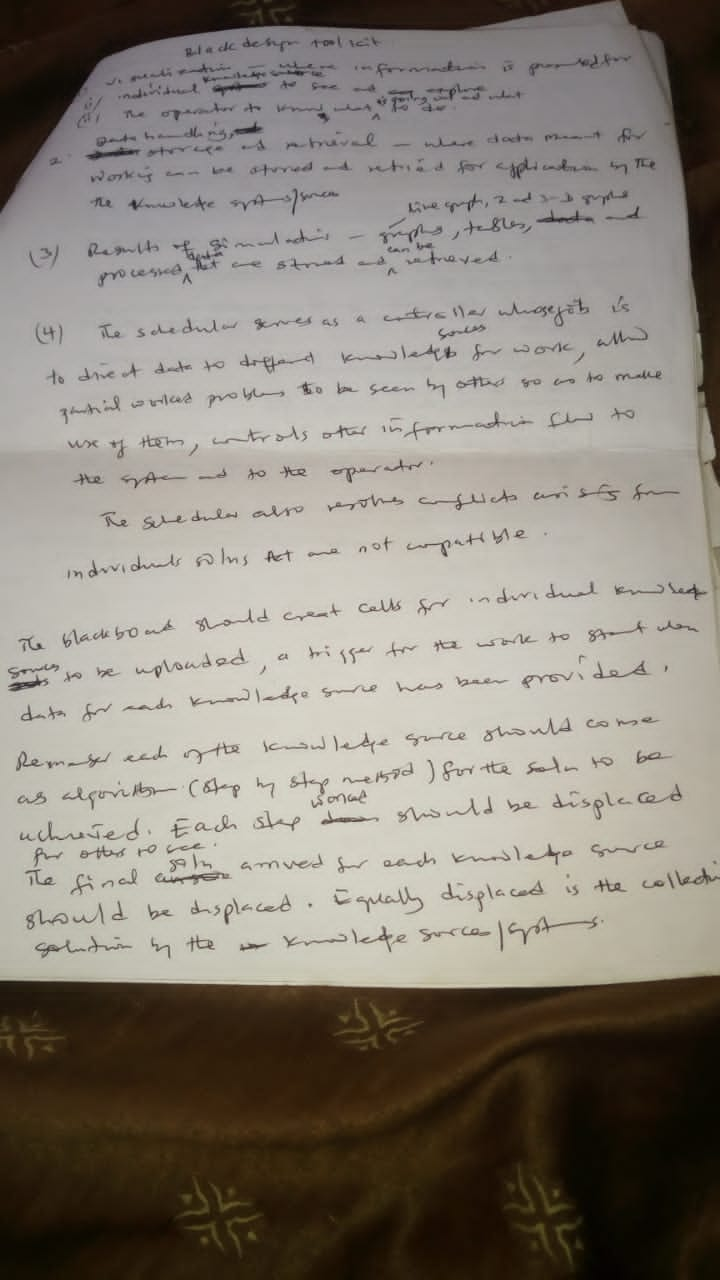 Black design toolkit
1. visualization – where information is provided for
i/ individual knowledge source to see and explore
(ii) The operator to know what is going on and what to do.
2. Data handling, storage and retrieval – where data meant for
working can be stored and retried for application by the
the knowledge systems/sources
(3) Results of simulation – graphs, line graph, 2 and 3-D graphs, tables, and
processed data that are stored and can be retrieved.
(4) The schedular serves as a controller whose job is
to direct data to different knowledge sources for work, allow
partial worked problems to be seen by others so as to make
use of them, controls other information flow to
the system and to the operator.
The schedular also resolves conflicts arising from
individuals solns that are not compatible.
The blackboard should creat cells for individual knowledge
sources to be uploaded, a trigger for the work to start when
data for each knowledge source has been provided.
each of the knowledge source should come
as algorithm (step by step method) for the soln to be
achieved. Each step worked should be displaced
for others to see.
The final soln arrived for each knowledge source
should be displaced. Equally displaced is the
solution by the knowledge sources/systems.